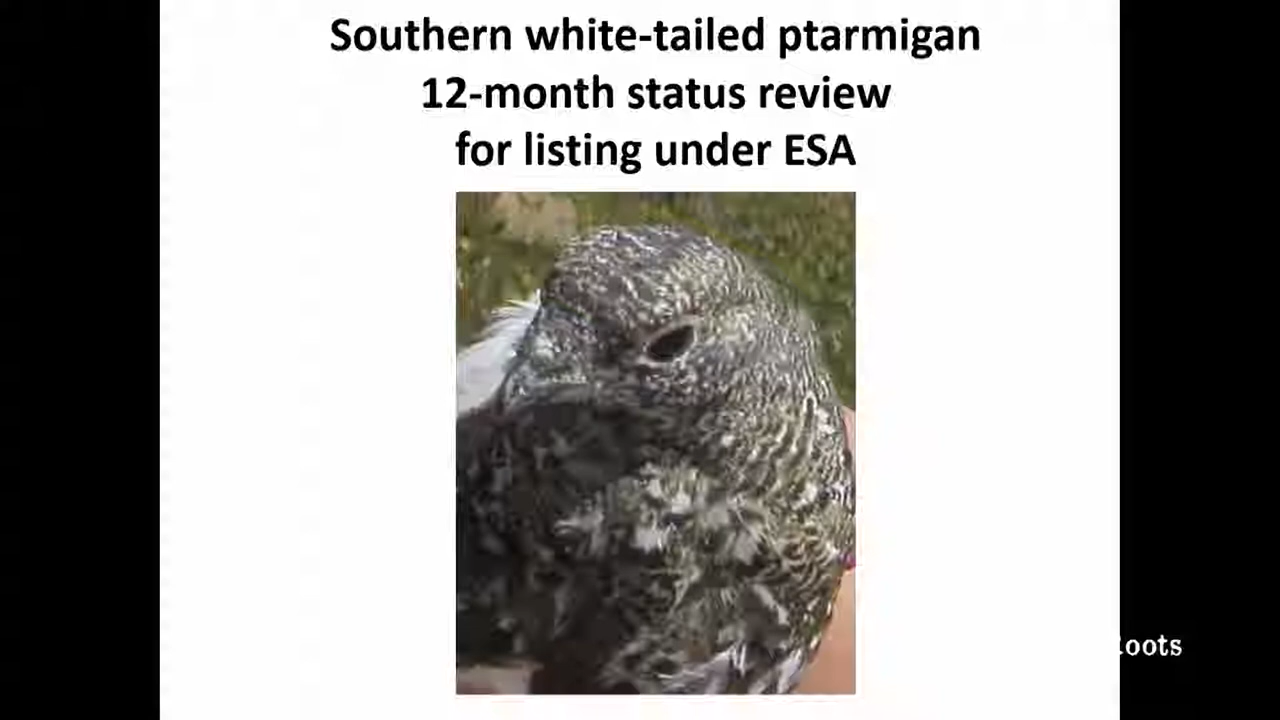 Southern white-tailed ptarmigan
12-month status review
for listing under ESA